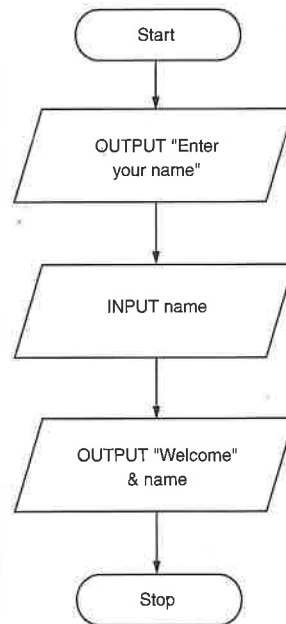 Start
OUTPUT "Enter
your name"
INPUT name
OUTPUT "Welcome"
& name
Stop